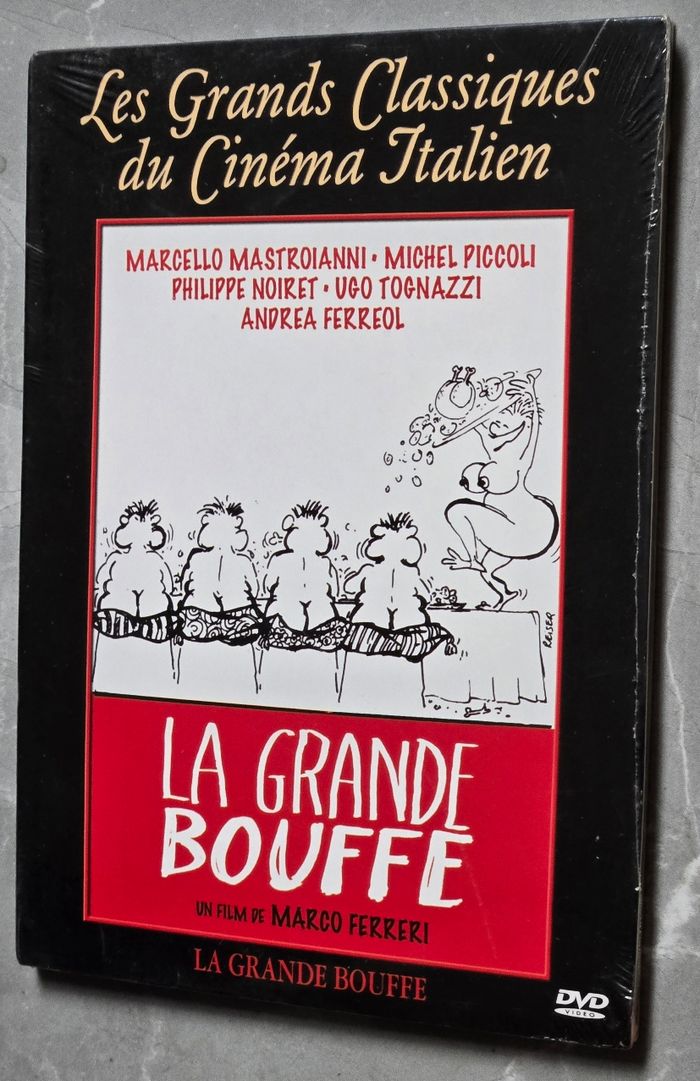 Les Grands Classiques
du Cinéma Italien
MARCELLO MASTROIANNI • MICHEL PICCOLI
PHILIPPE NOIRET • UGO TOGNAZZI
ANDREA FERREOL
REISER
LA GRANDE
BOUFFE
UN FILM DE MARCO FERRERI
LA GRANDE BOUFFE
DVD
VIDEO